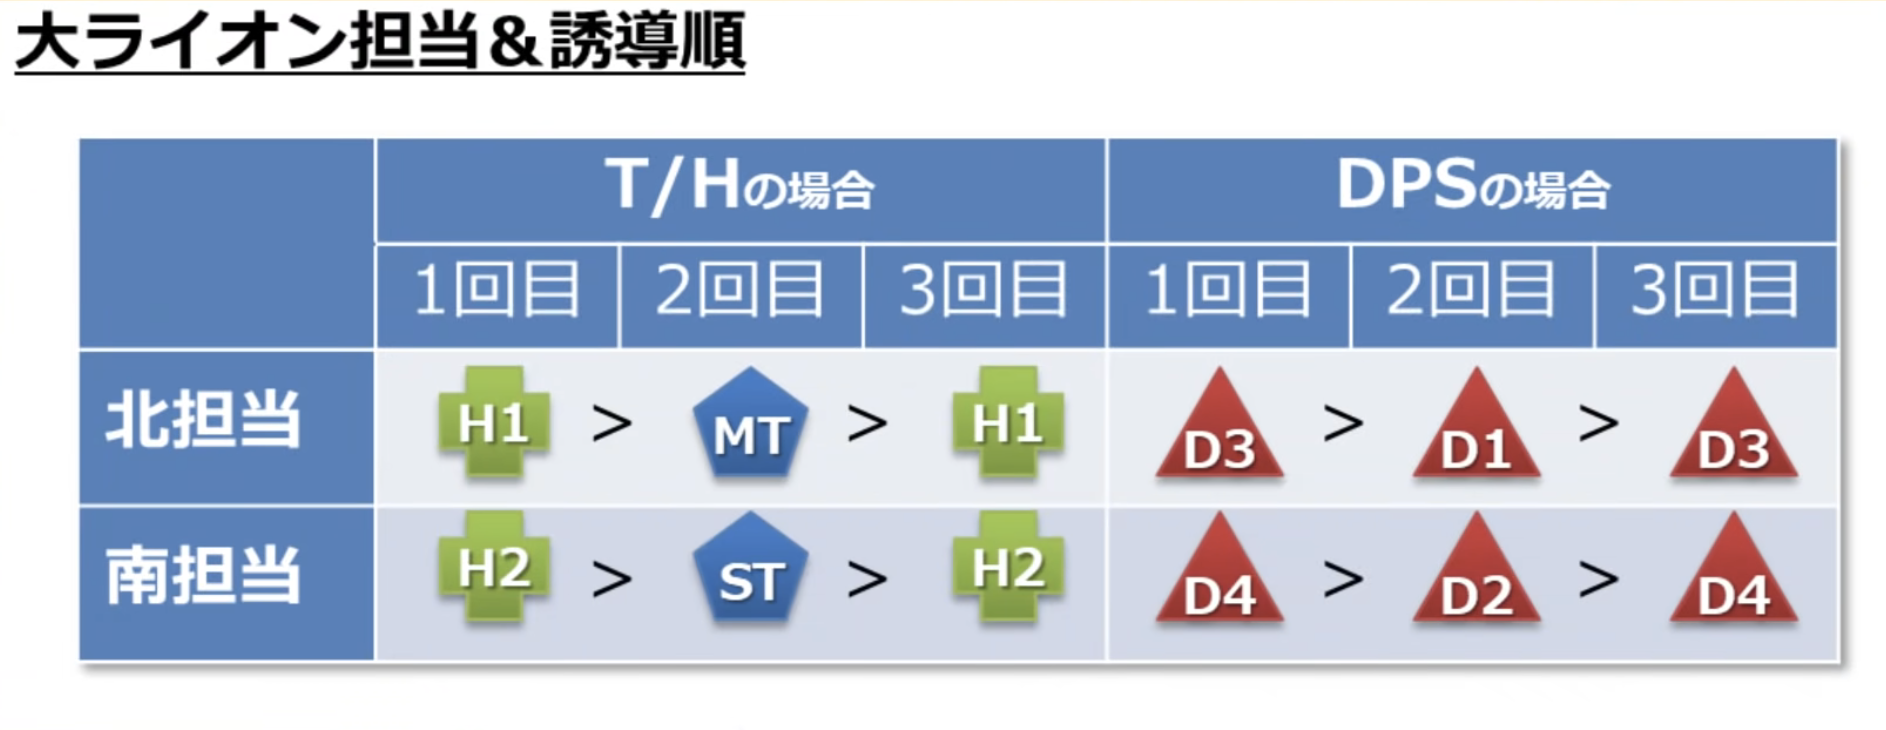 大ライオン担当＆誘導順
T/Hの場合 DPSの場合
1回目 2回目 3回目 1回目 2回目 3回目
北担当 H1 > MT > H1 D3 > D1 > D3
南担当 H2 > ST > H2 D4 > D2 > D4